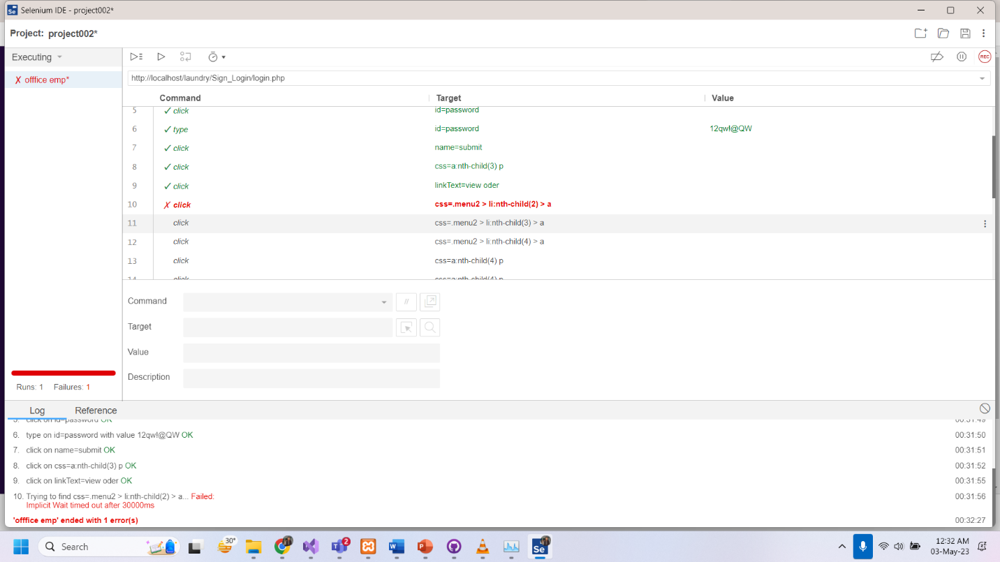 Selenium IDE - project002*
Project: project002*
Executing
REC
✗ offfice emp*
http://localhost/laundry/Sign_Login/login.php
Command Target Value
5 ✓ click id=password
6 ✓ type id=password 12qw!@QW
7 ✓ click name=submit
8 ✓ click css=a:nth-child(3) p
9 ✓ click linkText=view oder
10 ✗ click css=.menu2 > li:nth-child(2) > a
11 click css=.menu2 > li:nth-child(3) > a
12 click css=.menu2 > li:nth-child(4) > a
13 click css=a:nth-child(4) p
14 click css=a:nth-child(4) p
Command //
Target
Value
Description
Runs: 1 Failures: 1
Log Reference
5. click on id=password OK 00:31:49
6. type on id=password with value 12qw!@QW OK 00:31:50
7. click on name=submit OK 00:31:51
8. click on css=a:nth-child(3) p OK 00:31:52
9. click on linkText=view oder OK 00:31:55
10. Trying to find css=.menu2 > li:nth-child(2) > a... Failed: 00:31:56
Implicit Wait timed out after 30000ms
'offfice emp' ended with 1 error(s) 00:32:27
Search
30°
2
W
P
Se
12:32 AM
03-May-23